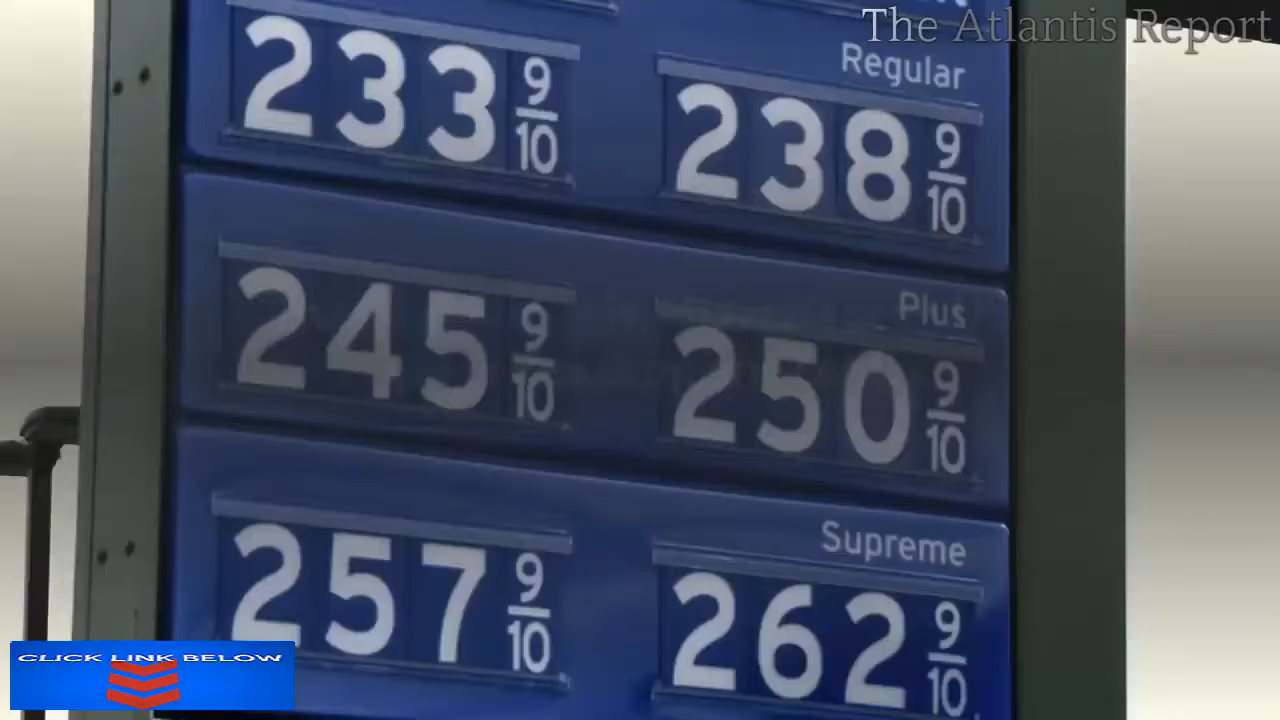 The Atlantis Report
Regular
233 9/10
238 9/10
Plus
245 9/10
250 9/10
Supreme
257 9/10
262 9/10
CLICK LINK BELOW